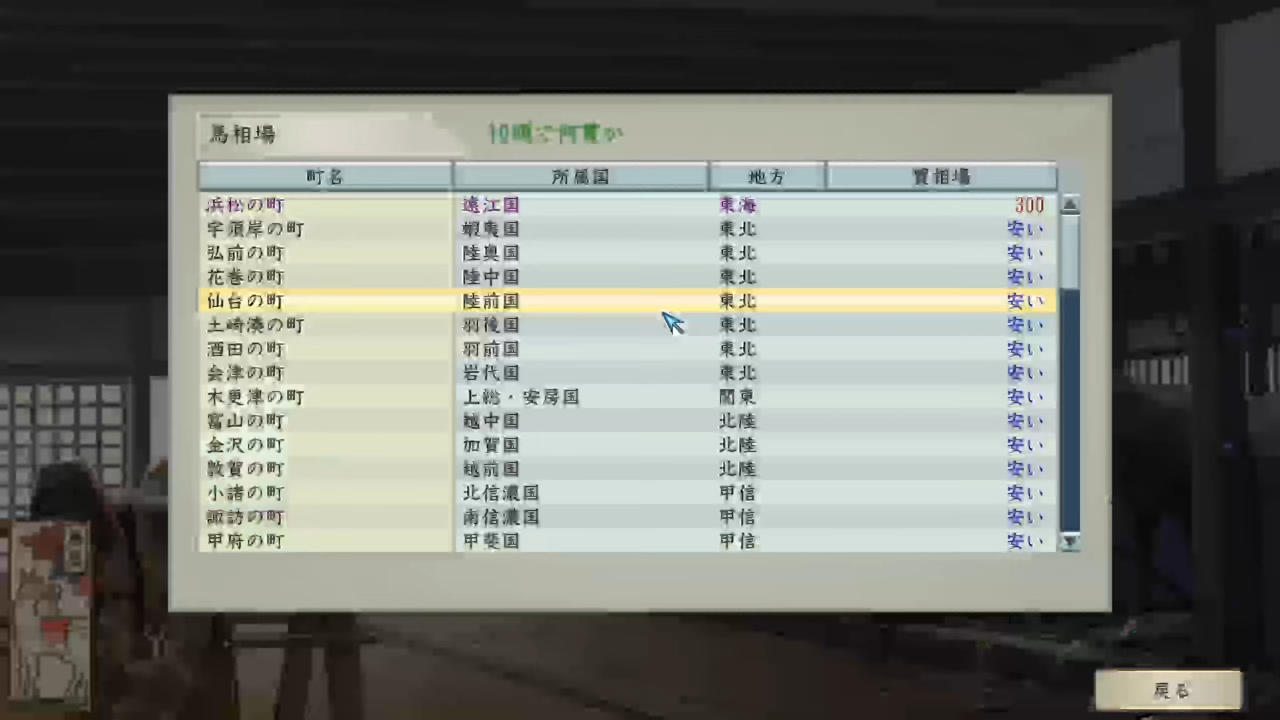 馬相場 10頭で何貫か
町名 所属国 地方 買相場
浜松の町 遠江国 東海 300
宇須岸の町 蝦夷国 東北 安い
弘前の町 陸奥国 東北 安い
花巻の町 陸中国 東北 安い
仙台の町 陸前国 東北 安い
土崎湊の町 羽後国 東北 安い
酒田の町 羽前国 東北 安い
会津の町 岩代国 東北 安い
木更津の町 上総・安房国 関東 安い
富山の町 越中国 北陸 安い
金沢の町 加賀国 北陸 安い
敦賀の町 越前国 北陸 安い
小諸の町 北信濃国 甲信 安い
諏訪の町 南信濃国 甲信 安い
甲府の町 甲斐国 甲信 安い
戻る